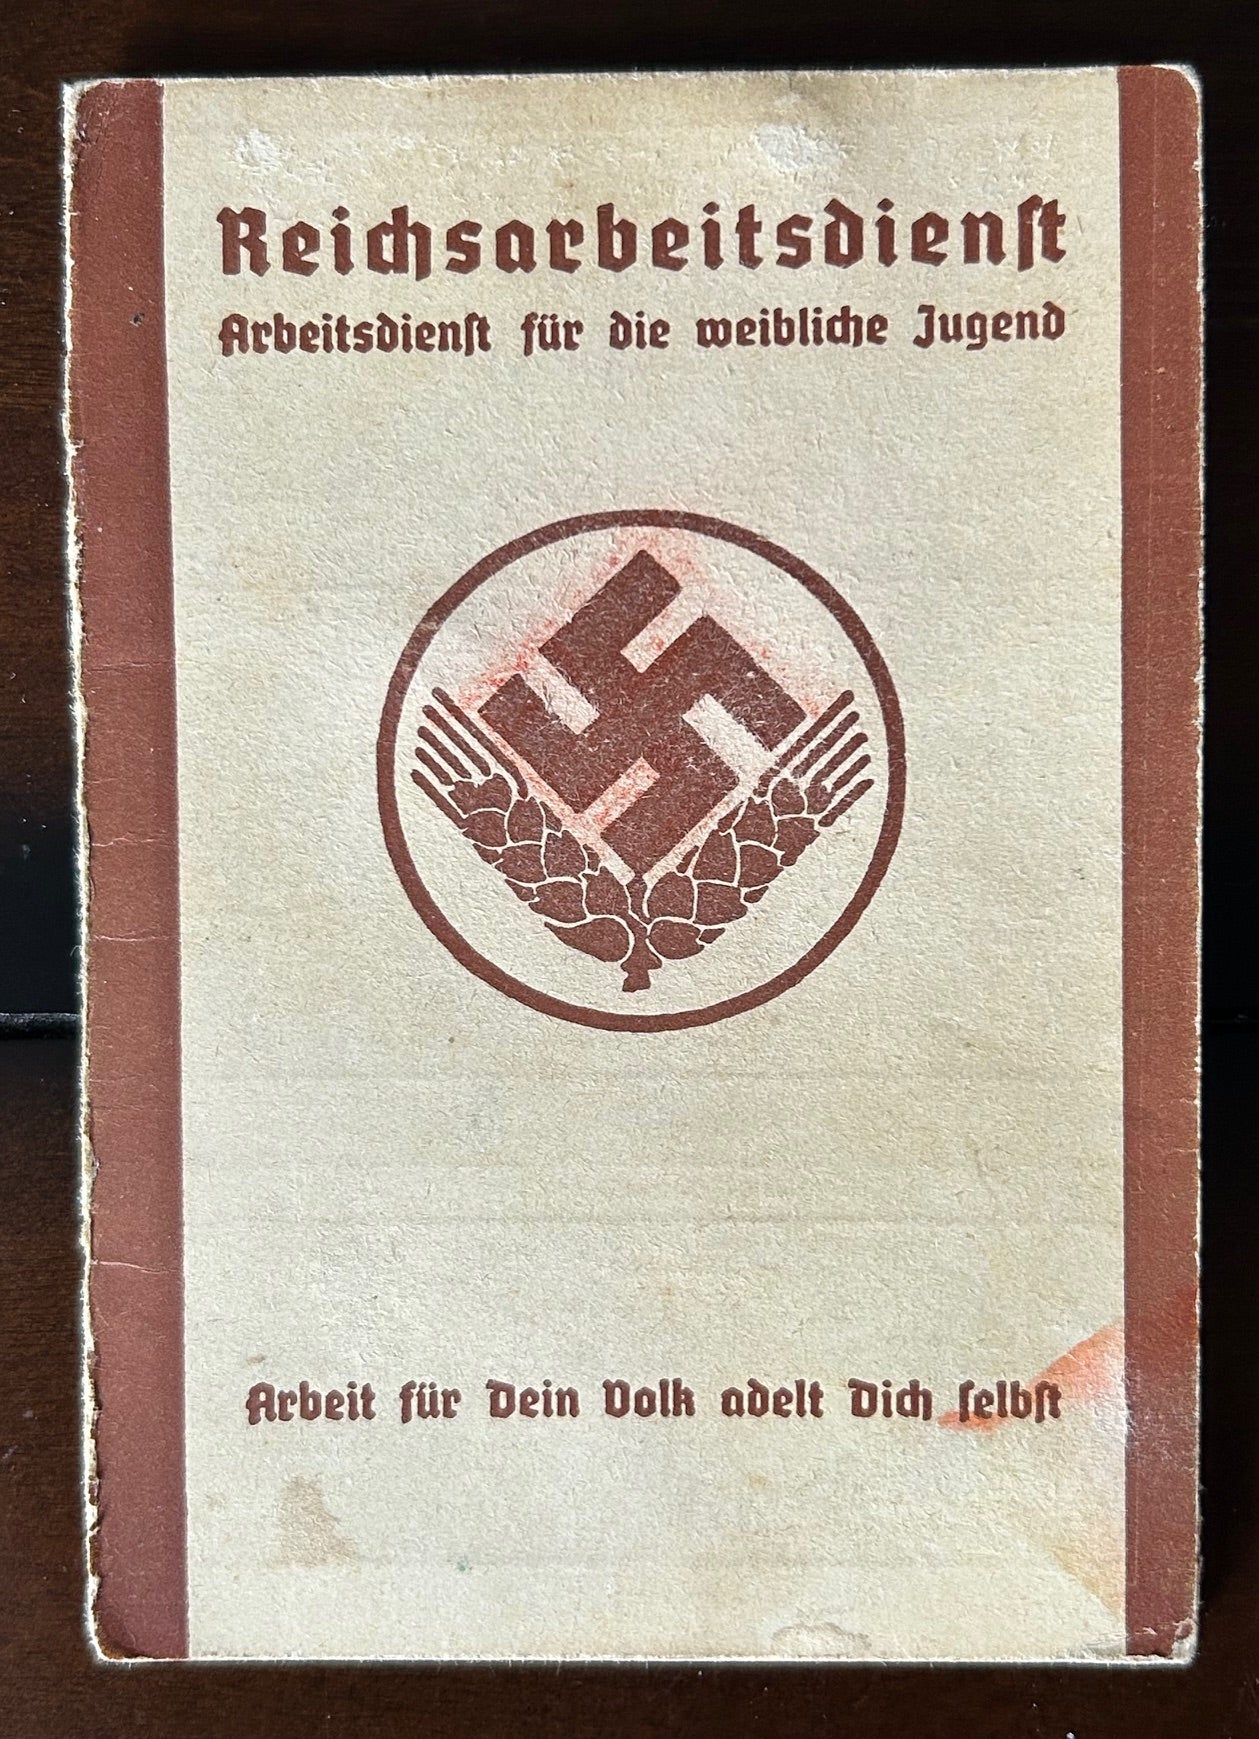 Reichsarbeitsdienſt
Arbeitsdienſt für die weibliche Jugend
Arbeit für Dein Volk adelt Dich ſelbſt